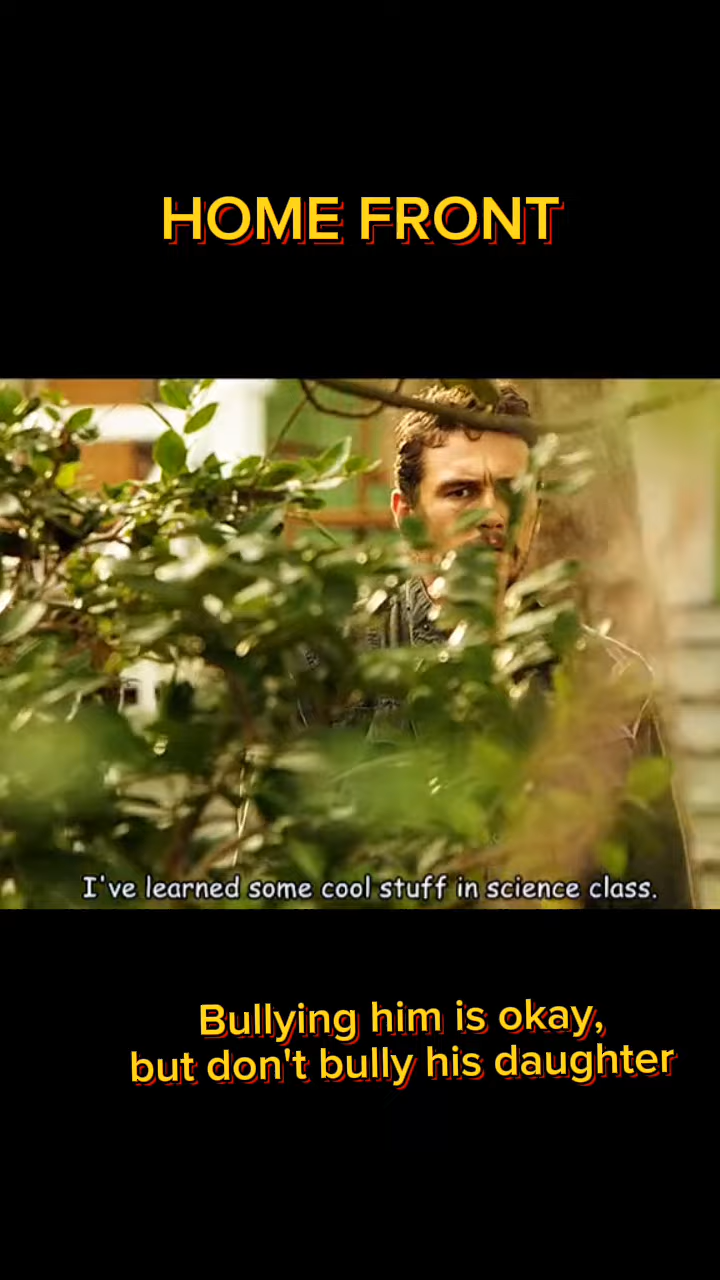 HOME FRONT
I've learned some cool stuff in science class.
Bullying him is okay,
but don't bully his daughter